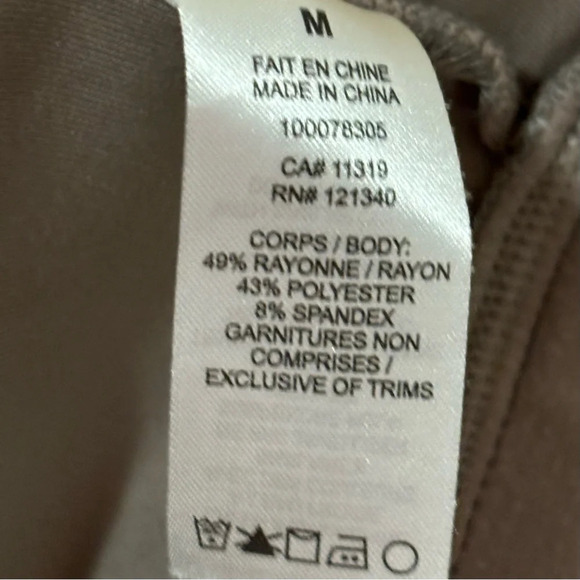 M
FAIT EN CHINE
MADE IN CHINA
100078305
CA# 11319
RN# 121340
CORPS / BODY:
49% RAYONNE / RAYON
43% POLYESTER
8% SPANDEX
GARNITURES NON
COMPRISES /
EXCLUSIVE OF TRIMS